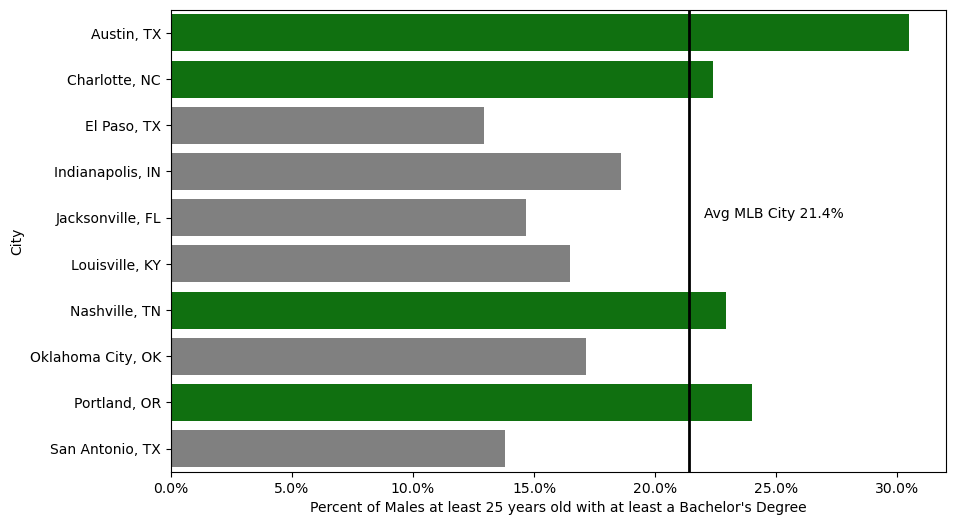 Austin, TX
Charlotte, NC
El Paso, TX
Indianapolis, IN
Jacksonville, FL
Avg MLB City 21.4%
City
Louisville, KY
Nashville, TN
Oklahoma City, OK
Portland, OR
San Antonio, TX
0.0% 5.0% 10.0% 15.0% 20.0% 25.0% 30.0%
Percent of Males at least 25 years old with at least a Bachelor's Degree